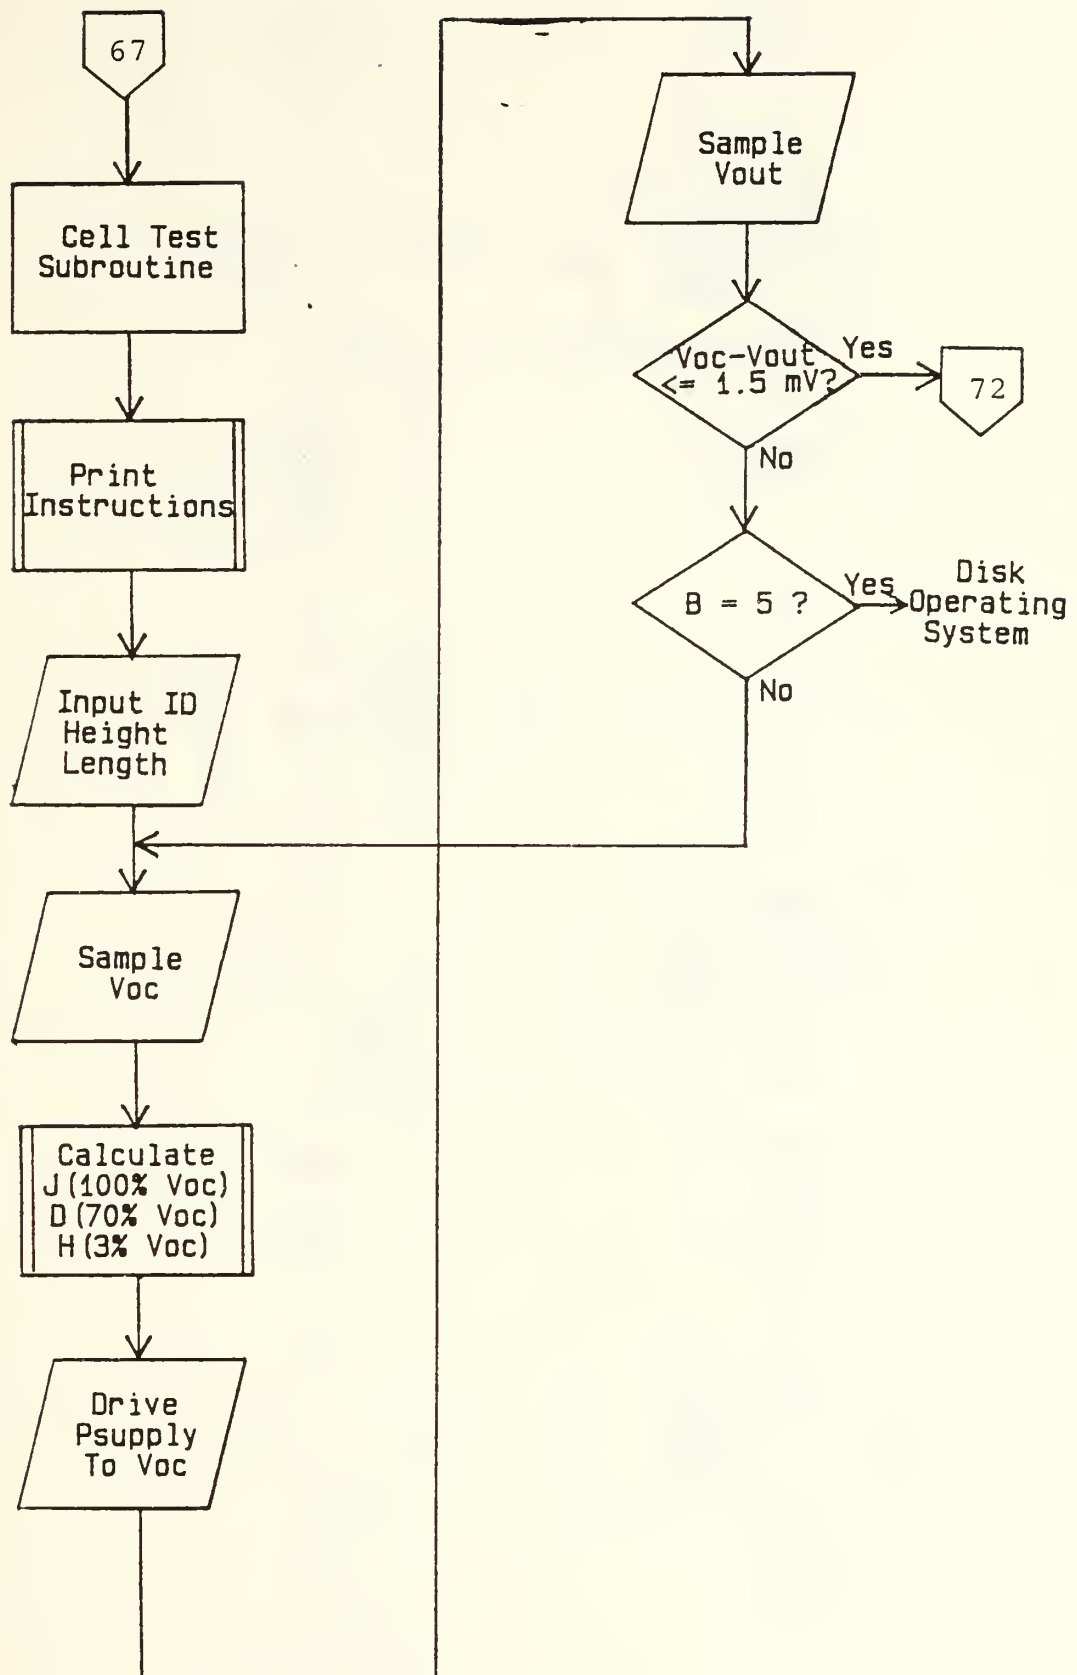 67
Cell Test
Subroutine
Print
Instructions
Input ID
Height
Length
Sample
Voc
Calculate
J(100% Voc)
D(70% Voc)
H(3% Voc)
Drive
Psupply
To Voc
Sample
Vout
Voc-Vout
<= 1.5 mV?
Yes
72
No
B = 5 ?
Yes
Disk
Operating
System
No